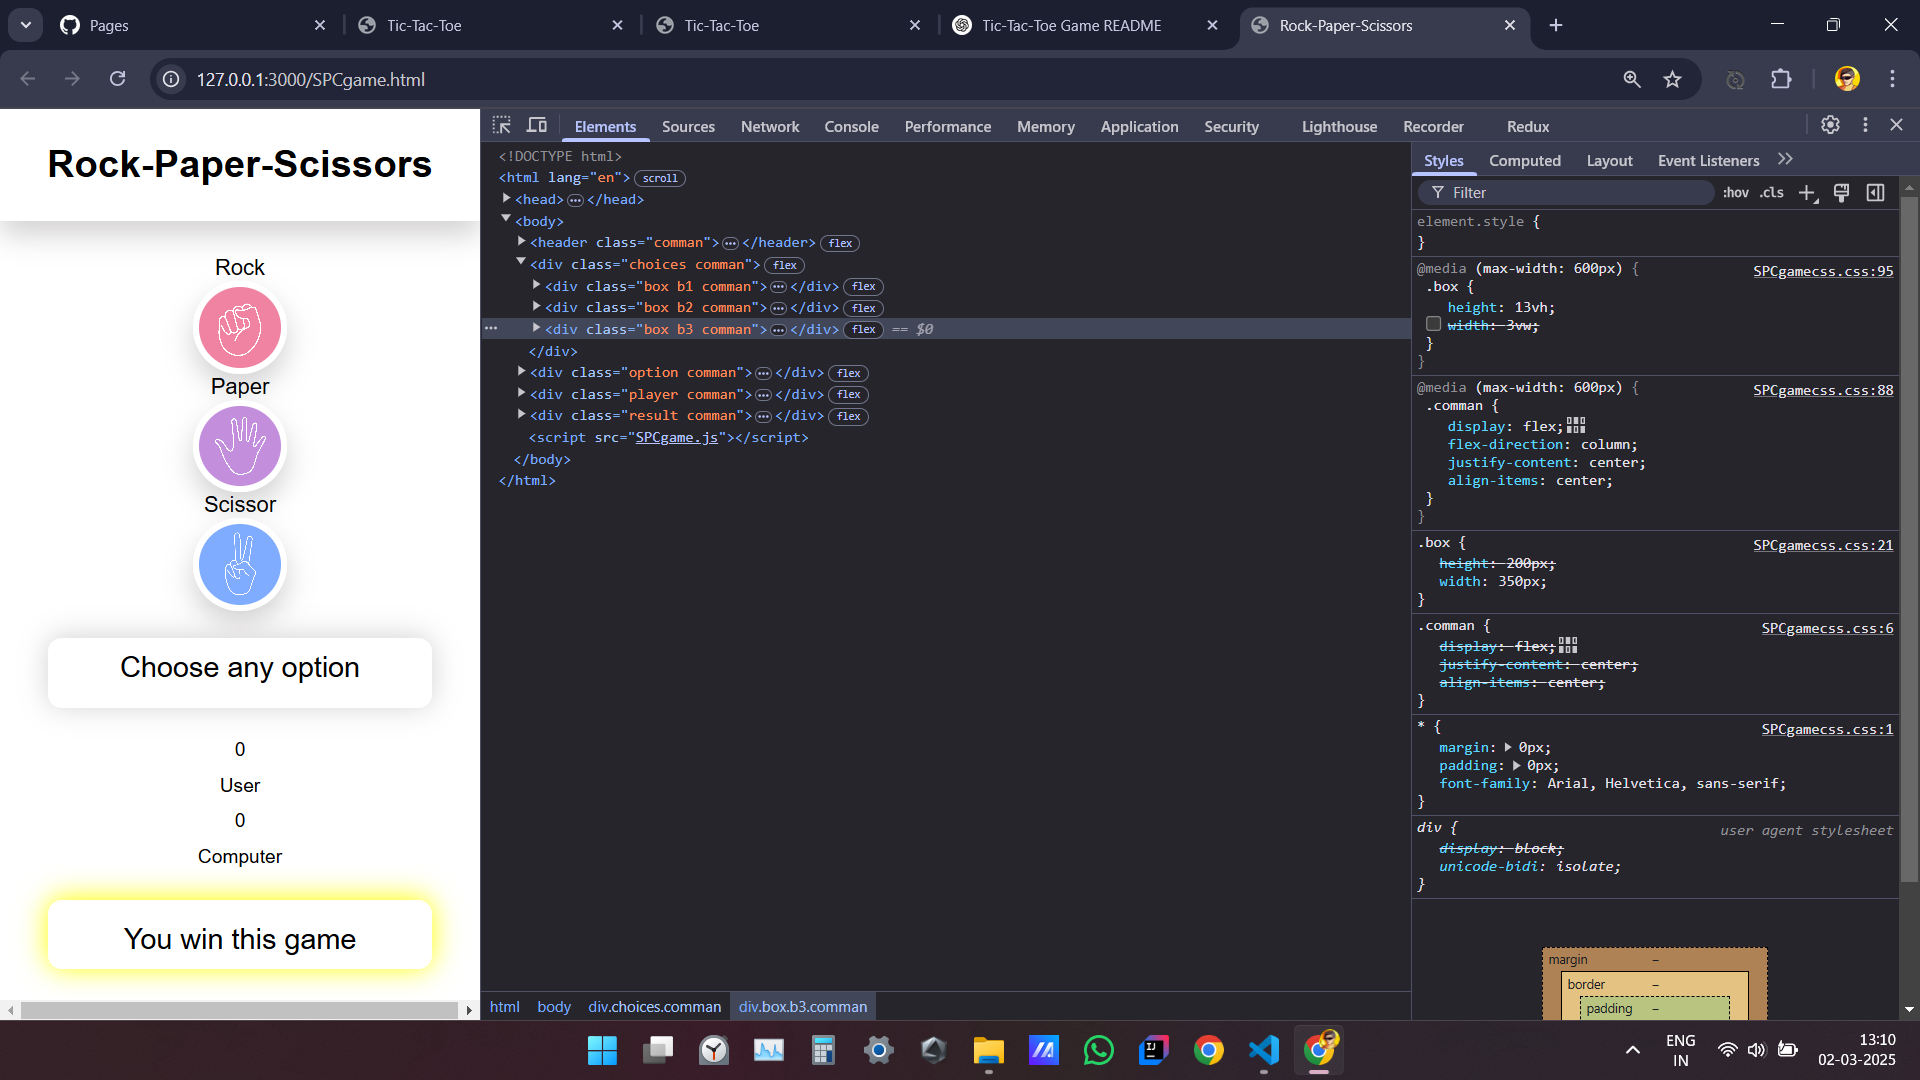 Pages
Tic-Tac-Toe
Tic-Tac-Toe
Tic-Tac-Toe Game README
Rock-Paper-Scissors
127.0.0.1:3000/SPCgame.html
Rock-Paper-Scissors
Rock
Paper
Scissor
Choose any option
0
User
0
Computer
You win this game
Elements Sources Network Console Performance Memory Application Security Lighthouse Recorder Redux
<!DOCTYPE html>
<html lang="en"> scroll
<head> ••• </head>
<body>
<header class="comman"> ••• </header> flex
<div class="choices comman"> flex
<div class="box b1 comman"> ••• </div> flex
<div class="box b2 comman"> ••• </div> flex
••• <div class="box b3 comman"> ••• </div> flex == $0
</div>
<div class="option comman"> ••• </div> flex
<div class="player comman"> ••• </div> flex
<div class="result comman"> ••• </div> flex
<script src="SPCgame.js"></script>
</body>
</html>
html body div.choices.comman div.box.b3.comman
Styles Computed Layout Event Listeners
Filter :hov .cls
element.style {
}
@media (max-width: 600px) { SPCgamecss.css:95
.box {
height: 13vh;
width: 3vw;
}
}
@media (max-width: 600px) { SPCgamecss.css:88
.comman {
display: flex;
flex-direction: column;
justify-content: center;
align-items: center;
}
}
.box { SPCgamecss.css:21
height: 200px;
width: 350px;
}
.comman { SPCgamecss.css:6
display: flex;
justify-content: center;
align-items: center;
}
* { SPCgamecss.css:1
margin: 0px;
padding: 0px;
font-family: Arial, Helvetica, sans-serif;
}
div { user agent stylesheet
display: block;
unicode-bidi: isolate;
}
margin –
border –
padding –
ENG
IN
13:10
02-03-2025